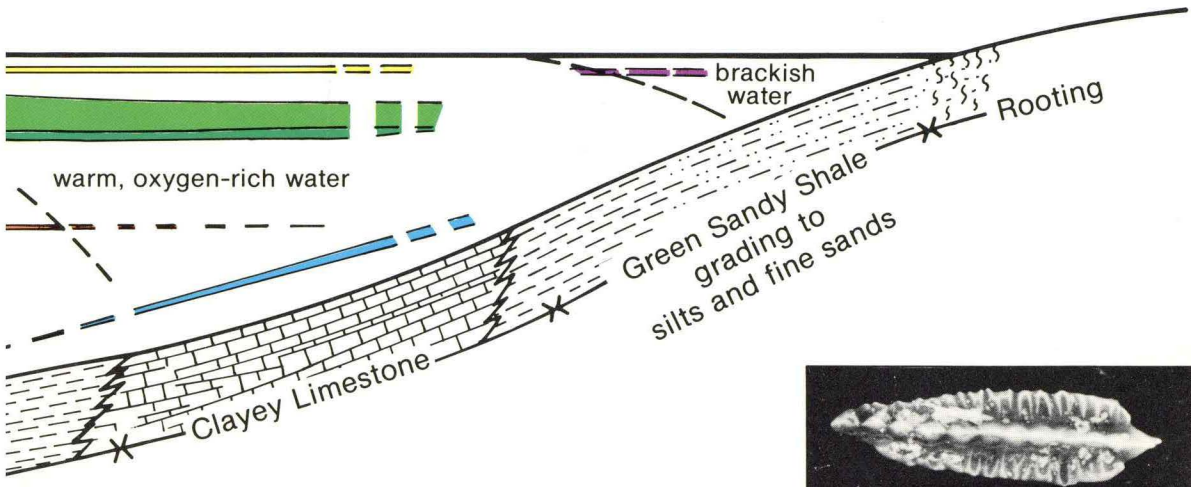 brackish
water
warm, oxygen-rich water
Rooting
Green Sandy Shale
grading to
silts and fine sands
Clayey Limestone